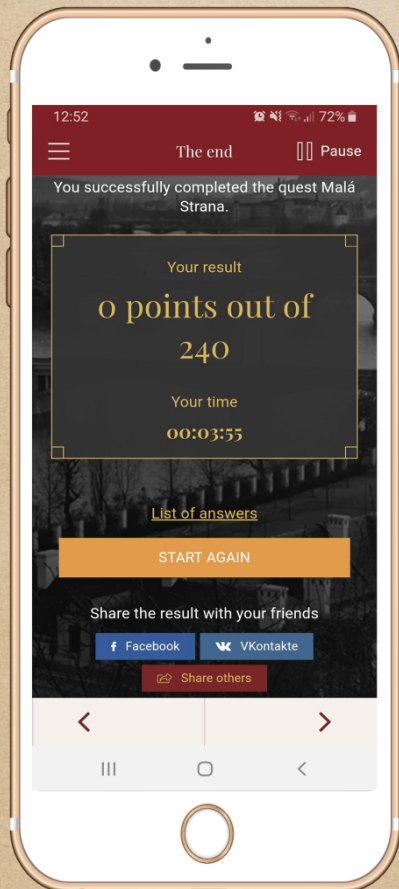 12:52 72%
The end Pause
You successfully completed the quest Malá
Strana.
Your result
0 points out of
240
Your time
00:03:55
List of answers
START AGAIN
Share the result with your friends
Facebook VKontakte
Share others